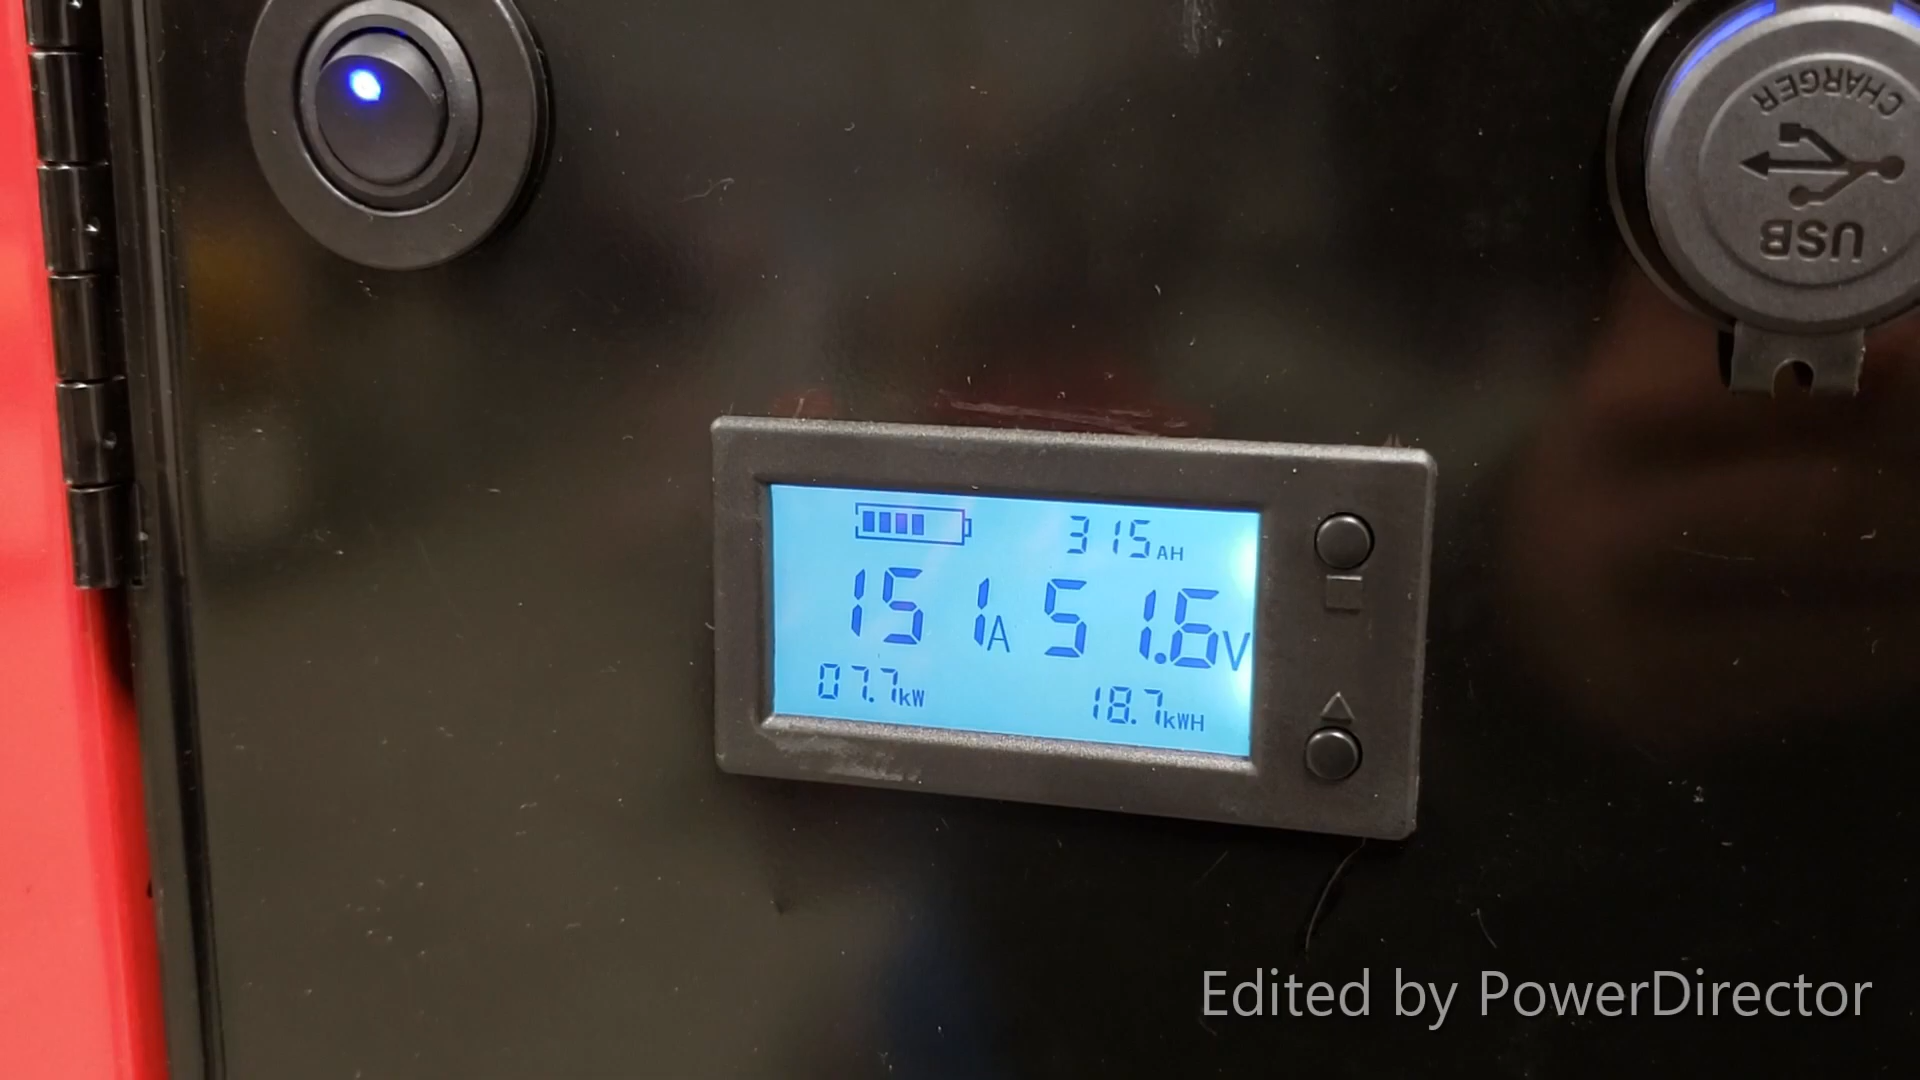 CHARGER
USB
315AH
151A 51.6V
07.7kW 18.7kWH
Edited by PowerDirector